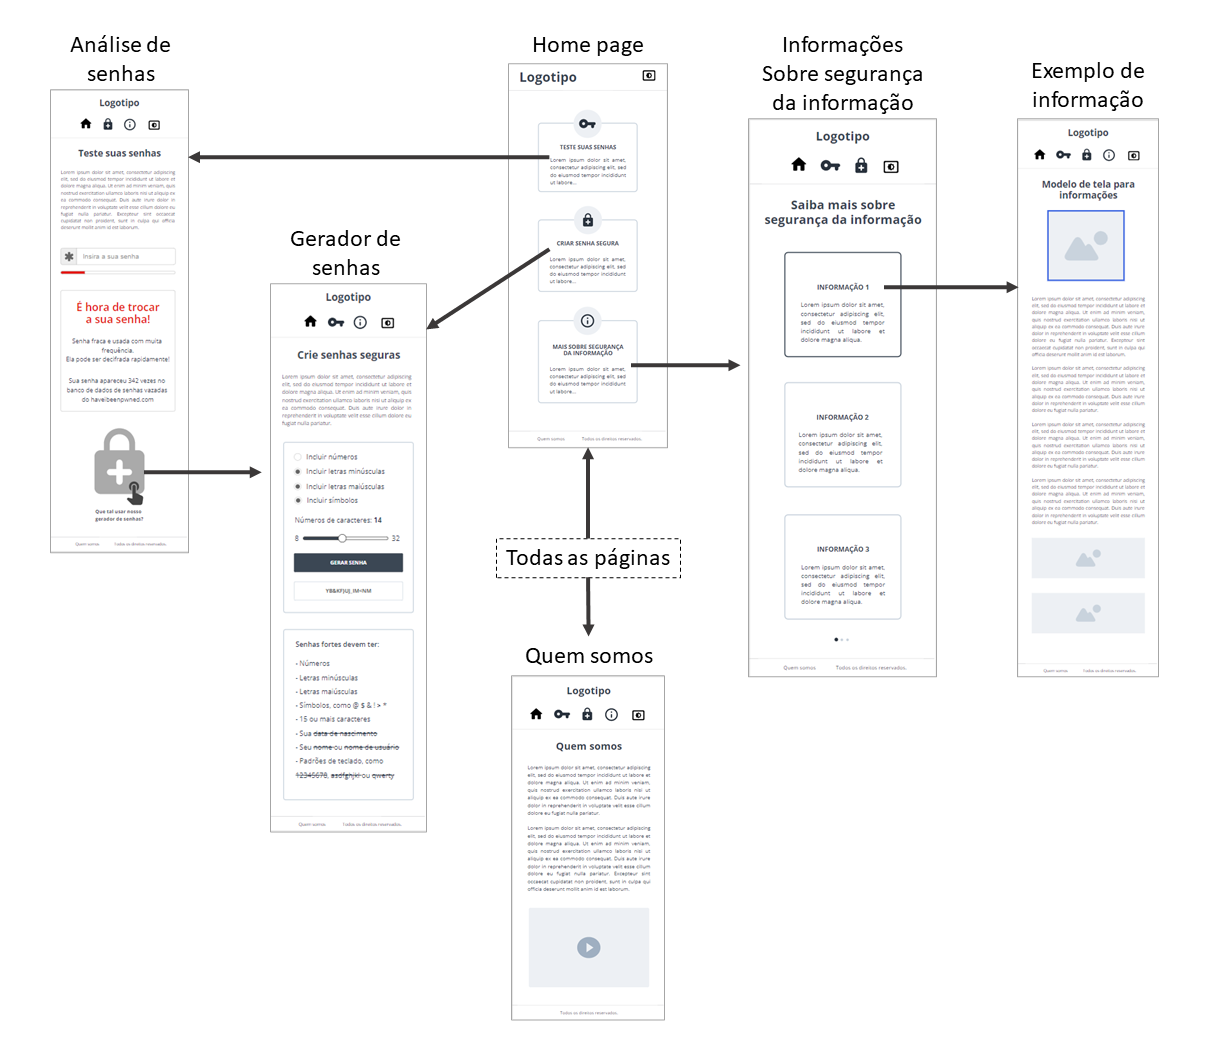 Análise de
senhas
Logotipo
Teste suas senhas
Lorem ipsum dolor sit amet, consectetur adipiscing
elit, sed do eiusmod tempor incididunt ut labore et
dolore magna aliqua. Ut enim ad minim veniam, quis
nostrud exercitation ullamco laboris nisi ut aliquip ex
ea commodo consequat. Duis aute irure dolor in
reprehenderit in voluptate velit esse cillum dolore eu
fugiat nulla pariatur. Excepteur sint occaecat
cupidatat non proident, sunt in culpa qui officia
deserunt mollit anim id est laborum.
Insira a sua senha
É hora de trocar
a sua senha!
Senha fraca e usada com muita
frequência.
Ela pode ser decifrada rapidamente!
Sua senha apareceu 342 vezes no
banco de dados de senhas vazadas
do haveibeenpwned.com
Que tal usar nosso
gerador de senhas?
Quem somos Todos os direitos reservados.
Gerador de
senhas
Logotipo
Crie senhas seguras
Lorem ipsum dolor sit amet, consectetur adipiscing
elit, sed do eiusmod tempor incididunt ut labore et
dolore magna aliqua. Ut enim ad minim veniam, quis
nostrud exercitation ullamco laboris nisi ut aliquip ex
ea commodo consequat. Duis aute irure dolor in
reprehenderit in voluptate velit esse cillum dolore eu
fugiat nulla pariatur.
Incluir números
Incluir letras minúsculas
Incluir letras maiúsculas
Incluir símbolos
Números de caracteres: 14
8 32
GERAR SENHA
Senhas fortes devem ter:
- Números
- Letras minúsculas
- Letras maiúsculas
- Símbolos, como @ $ & ! > *
- 15 ou mais caracteres
- Sua data de nascimento
- Seu nome ou nome de usuário
- Padrões de teclado, como
12345678, asdfghjkl ou qwerty
Quem somos Todos os direitos reservados.
Home page
Logotipo
TESTE SUAS SENHAS
Lorem ipsum dolor sit amet,
consectetur adipiscing elit, sed
do eiusmod tempor incididunt
ut labore...
CRIAR SENHA SEGURA
Lorem ipsum dolor sit amet,
consectetur adipiscing elit, sed
do eiusmod tempor incididunt
ut labore...
MAIS SOBRE SEGURANÇA
DA INFORMAÇÃO
Lorem ipsum dolor sit amet,
consectetur adipiscing elit, sed
do eiusmod tempor incididunt
ut labore...
Quem somos Todos os direitos reservados.
Todas as páginas
Quem somos
Logotipo
Quem somos
Lorem ipsum dolor sit amet, consectetur adipiscing
elit, sed do eiusmod tempor incididunt ut labore et
dolore magna aliqua. Ut enim ad minim veniam,
quis nostrud exercitation ullamco laboris nisi ut
aliquip ex ea commodo consequat. Duis aute irure
dolor in reprehenderit in voluptate velit esse cillum
dolore eu fugiat nulla pariatur.
Lorem ipsum dolor sit amet, consectetur adipiscing
elit, sed do eiusmod tempor incididunt ut labore et
dolore magna aliqua. Ut enim ad minim veniam,
quis nostrud exercitation ullamco laboris nisi ut
aliquip ex ea commodo consequat. Duis aute irure
dolor in reprehenderit in voluptate velit esse cillum
dolore eu fugiat nulla pariatur. Excepteur sint
occaecat cupidatat non proident, sunt in culpa qui
officia deserunt mollit anim id est laborum.
Todos os direitos reservados.
Informações
Sobre segurança
da informação
Logotipo
Saiba mais sobre
segurança da informação
INFORMAÇÃO 1
Lorem ipsum dolor sit amet,
consectetur adipiscing elit,
sed do eiusmod tempor
incididunt ut labore et
dolore magna aliqua.
INFORMAÇÃO 2
Lorem ipsum dolor sit amet,
consectetur adipiscing elit,
sed do eiusmod tempor
incididunt ut labore et
dolore magna aliqua.
INFORMAÇÃO 3
Lorem ipsum dolor sit amet,
consectetur adipiscing elit,
sed do eiusmod tempor
incididunt ut labore et
dolore magna aliqua.
Quem somos Todos os direitos reservados.
Exemplo de
informação
Logotipo
Modelo de tela para
informações
Lorem ipsum dolor sit amet, consectetur adipiscing
elit, sed do eiusmod tempor incididunt ut labore et
dolore magna aliqua. Ut enim ad minim veniam,
quis nostrud exercitation ullamco laboris nisi ut
aliquip ex ea commodo consequat. Duis aute irure
dolor in reprehenderit in voluptate velit esse cillum
dolore eu fugiat nulla pariatur. Excepteur sint
occaecat cupidatat non proident, sunt in culpa qui
officia deserunt mollit anim id est laborum.
Lorem ipsum dolor sit amet, consectetur adipiscing
elit, sed do eiusmod tempor incididunt ut labore et
dolore magna aliqua. Ut enim ad minim veniam,
quis nostrud exercitation ullamco laboris nisi ut
aliquip ex ea commodo consequat. Duis aute irure
dolor in reprehenderit in voluptate velit esse cillum
dolore eu fugiat nulla pariatur.
Lorem ipsum dolor sit amet, consectetur adipiscing
elit, sed do eiusmod tempor incididunt ut labore et
dolore magna aliqua. Ut enim ad minim veniam,
quis nostrud exercitation ullamco laboris nisi ut
aliquip ex ea commodo consequat. Duis aute irure
dolor in reprehenderit in voluptate velit esse cillum
dolore eu fugiat nulla pariatur.
Lorem ipsum dolor sit amet, consectetur adipiscing
elit, sed do eiusmod tempor incididunt ut labore et
dolore magna aliqua. Ut enim ad minim veniam,
quis nostrud exercitation ullamco laboris nisi ut
aliquip ex ea commodo consequat. Duis aute irure
dolor in reprehenderit in voluptate velit esse cillum
dolore eu fugiat nulla pariatur.
Quem somos Todos os direitos reservados.